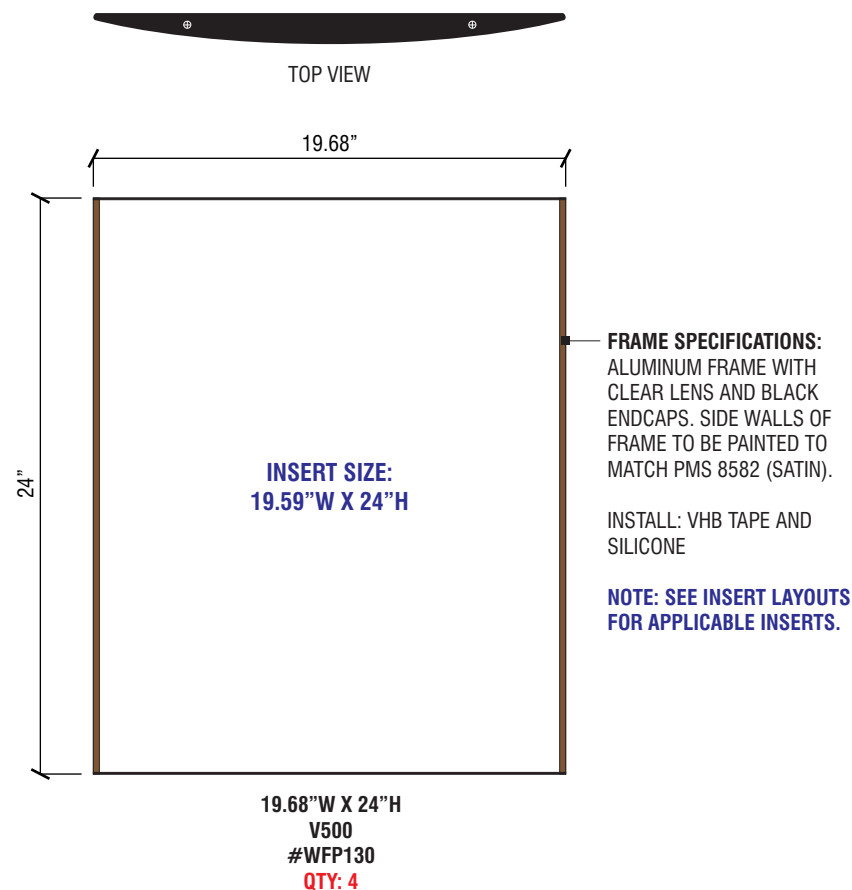 TOP VIEW
19.68”
24”
INSERT SIZE:
19.59”W X 24”H
FRAME SPECIFICATIONS:
ALUMINUM FRAME WITH
CLEAR LENS AND BLACK
ENDCAPS. SIDE WALLS OF
FRAME TO BE PAINTED TO
MATCH PMS 8582 (SATIN).
INSTALL: VHB TAPE AND
SILICONE
NOTE: SEE INSERT LAYOUTS
FOR APPLICABLE INSERTS.
19.68”W X 24”H
V500
#WFP130
QTY: 4